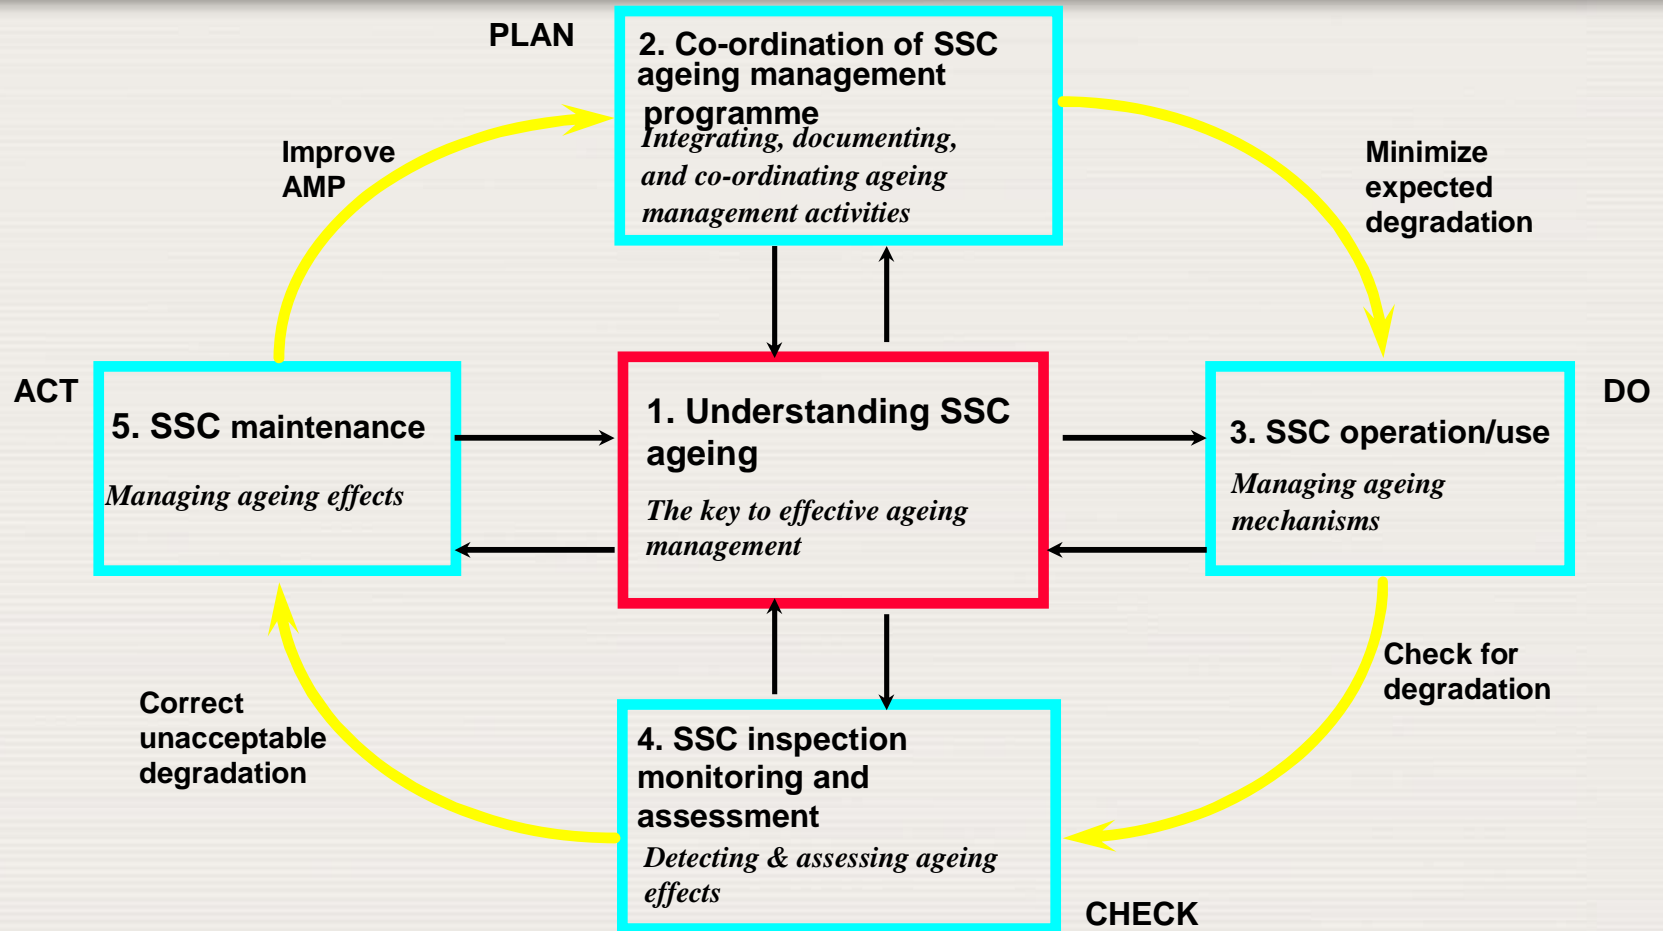 PLAN
2. Co-ordination of SSC
ageing management
programme
Integrating, documenting,
and co-ordinating ageing
management activities
Improve
AMP
Minimize
expected
degradation
ACT
5. SSC maintenance
Managing ageing effects
1. Understanding SSC
ageing
The key to effective ageing
management
DO
3. SSC operation/use
Managing ageing
mechanisms
Correct
unacceptable
degradation
4. SSC inspection
monitoring and
assessment
Detecting & assessing ageing
effects
Check for
degradation
CHECK